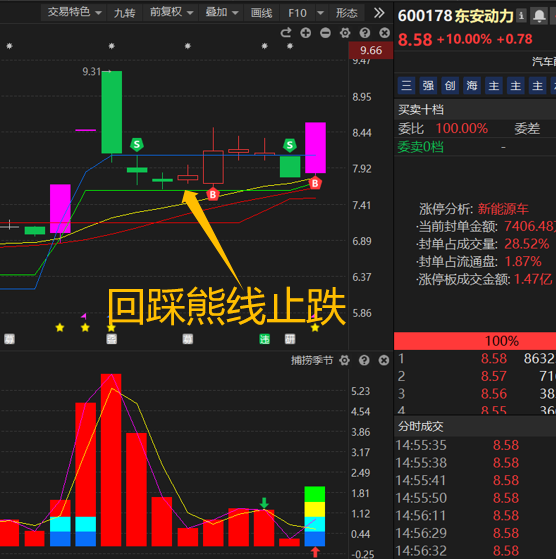 交易特色 九转 前复权 叠加 画线 F10 形态
600178 东安动力
8.58 +10.00% +0.78
9.66
9.47
汽车
9.31
8.95
8.44
7.92
7.41
6.89
6.37
5.86
三 强 创 海 主 主 主
买卖十档
委比 100.00% 委差
委卖0档 -
S
S
B
B
涨停分析: 新能源车
·当前封单金额: 7406.48
·封单占成交量: 28.52%
·封单占流通盘: 1.87%
·涨停板成交金额: 1.47亿
回踩熊线止跌
研
100%
1 8.58 8632
2 8.57 71
3 8.56 38
4 8.55
捕捞季节
5.23
4.54
3.86
3.17
2.49
1.81
1.12
0.44
-0.25
分时成交
14:55:35 8.58
14:55:38 8.58
14:55:41 8.58
14:55:50 8.58
14:56:11 8.58
14:56:29 8.58
14:56:32 8.58